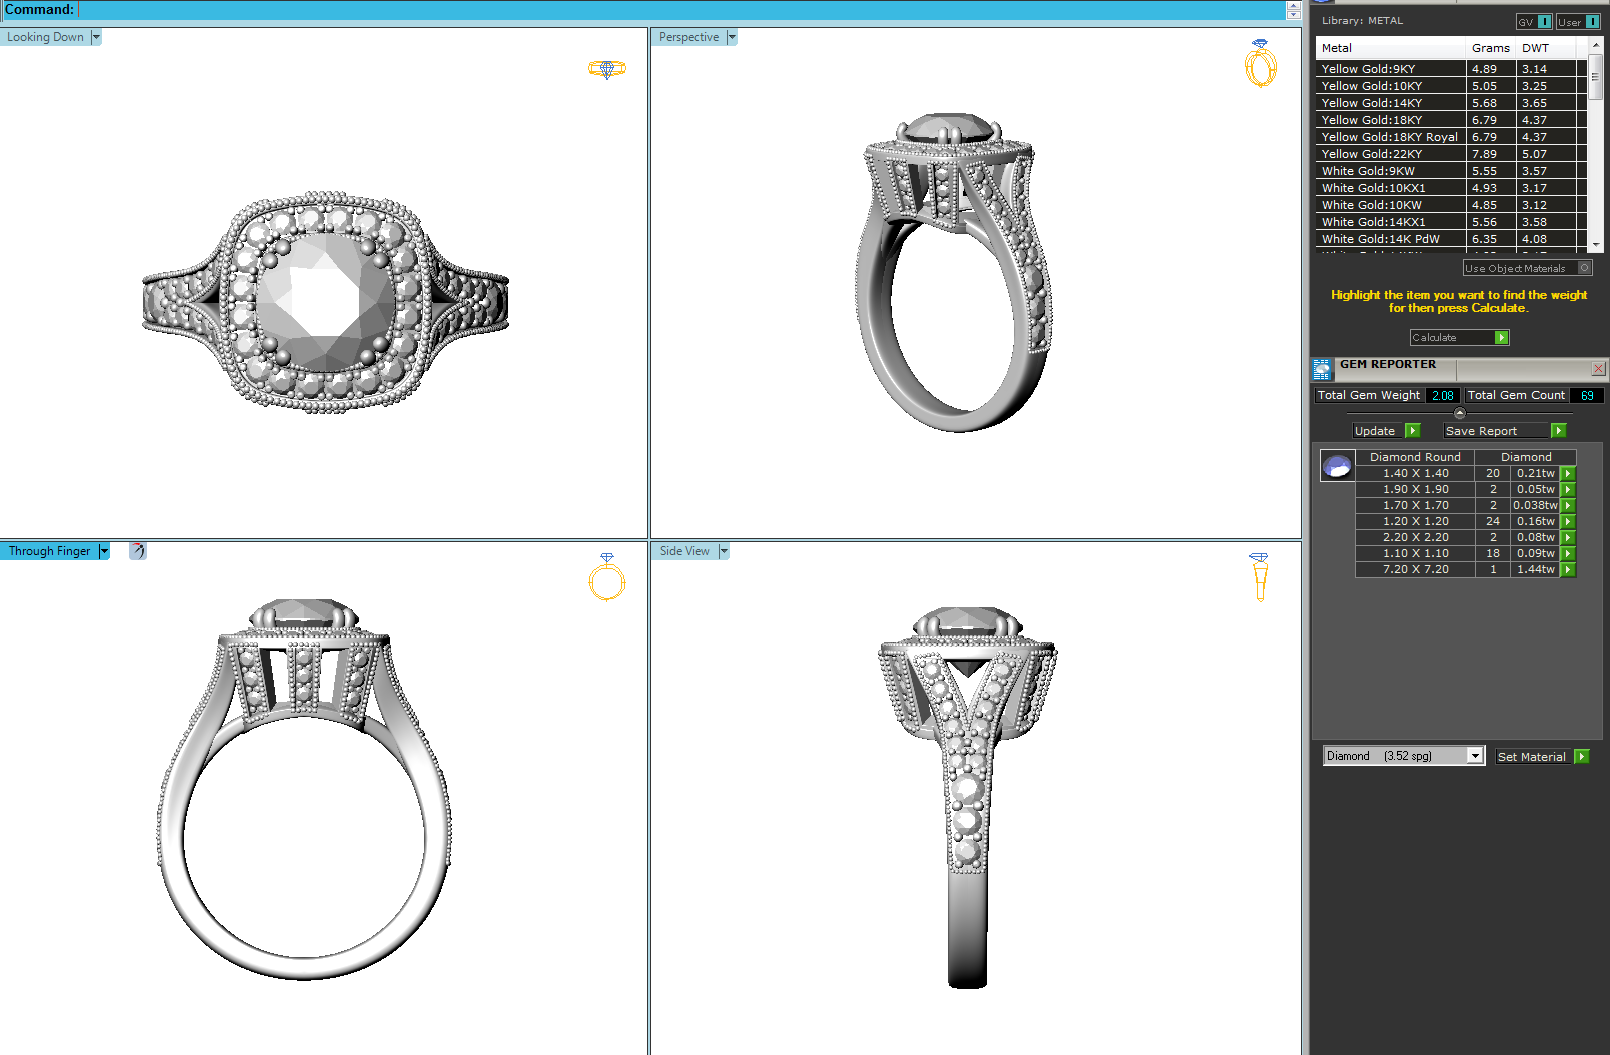 Command:
Looking Down
Perspective
Through Finger
Side View
Library: METAL
GV I User I
Metal Grams DWT
Yellow Gold:9KY 4.89 3.14
Yellow Gold:10KY 5.05 3.25
Yellow Gold:14KY 5.68 3.65
Yellow Gold:18KY 6.79 4.37
Yellow Gold:18KY Royal 6.79 4.37
Yellow Gold:22KY 7.89 5.07
White Gold:9KW 5.55 3.57
White Gold:10KX1 4.93 3.17
White Gold:10KW 4.85 3.12
White Gold:14KX1 5.56 3.58
White Gold:14K PdW 6.35 4.08
Use Object Materials O
Highlight the item you want to find the weight
for then press Calculate.
Calculate
GEM REPORTER
Total Gem Weight 2.08 Total Gem Count 69
Update Save Report
Diamond Round Diamond
1.40 X 1.40 20 0.21tw
1.90 X 1.90 2 0.05tw
1.70 X 1.70 2 0.038tw
1.20 X 1.20 24 0.16tw
2.20 X 2.20 2 0.08tw
1.10 X 1.10 18 0.09tw
7.20 X 7.20 1 1.44tw
Diamond (3.52 spg) Set Material